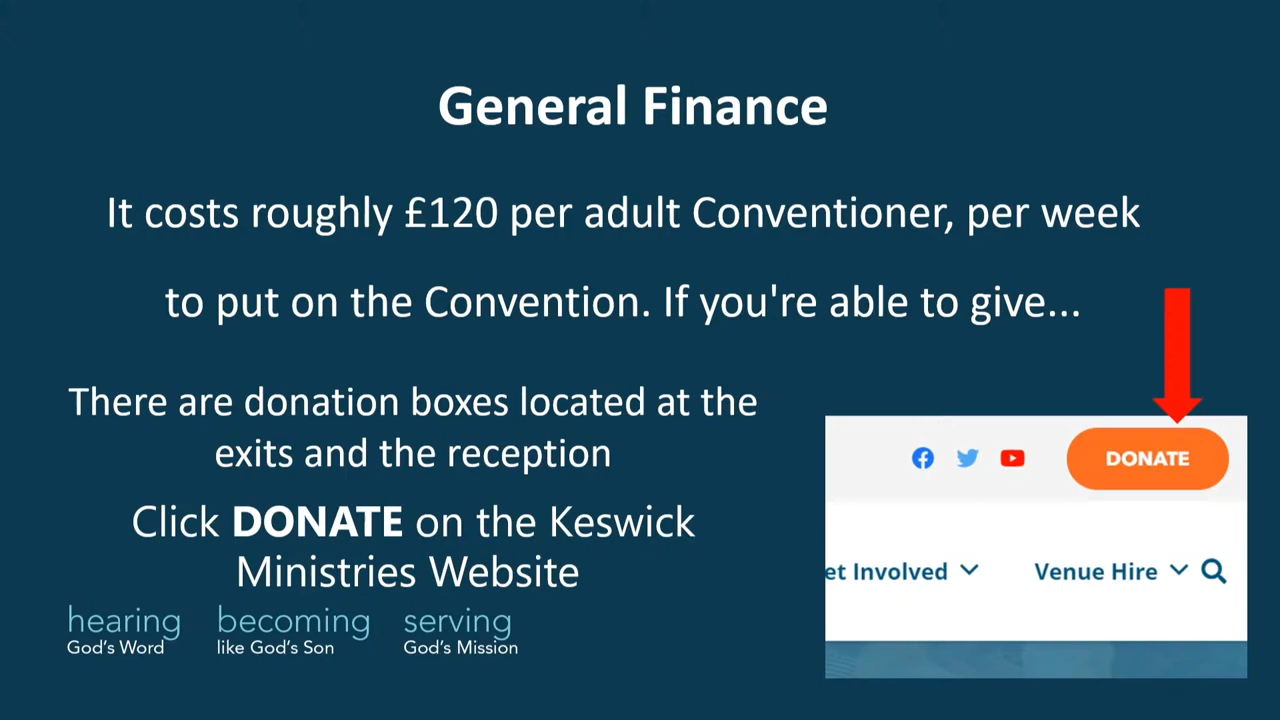 General Finance
It costs roughly £120 per adult Conventioner, per week
to put on the Convention. If you're able to give...
There are donation boxes located at the
exits and the reception
Click DONATE on the Keswick
Ministries Website
hearing becoming serving
God's Word like God's Son God's Mission
DONATE
et Involved Venue Hire